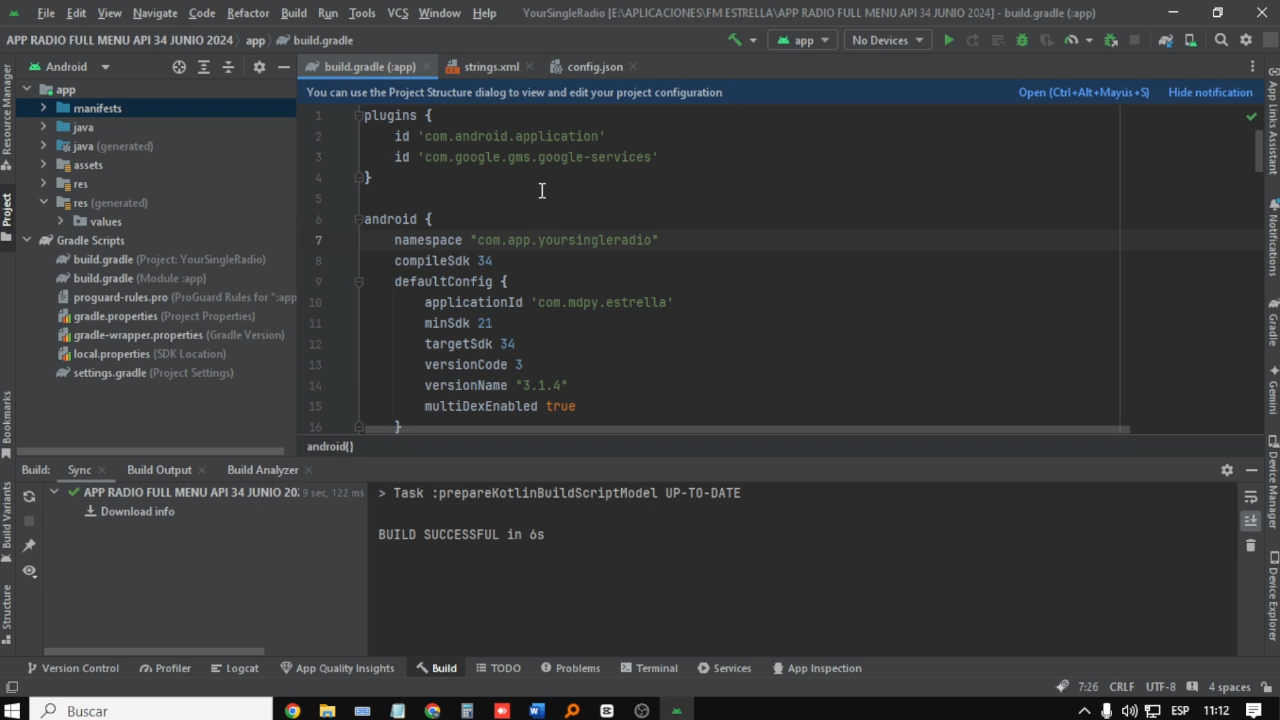 File Edit View Navigate Code Refactor Build Run Tools VCS Window Help YourSingleRadio [E:\APLICACIONES\FM ESTRELLA\APP RADIO FULL MENU API 34 JUNIO 2024] - build.gradle (:app)
APP RADIO FULL MENU API 34 JUNIO 2024 app build.gradle app No Devices
Android build.gradle (:app) strings.xml config.json
You can use the Project Structure dialog to view and edit your project configuration Open (Ctrl+Alt+Mayús+S) Hide notification
app
manifests
java
java (generated)
assets
res
res (generated)
values
Gradle Scripts
build.gradle (Project: YourSingleRadio)
build.gradle (Module :app)
proguard-rules.pro (ProGuard Rules for ":app
gradle.properties (Project Properties)
gradle-wrapper.properties (Gradle Version)
local.properties (SDK Location)
settings.gradle (Project Settings)
1 plugins {
2 id 'com.android.application'
3 id 'com.google.gms.google-services'
4 }
5
6 android {
7 namespace "com.app.yoursingleradio"
8 compileSdk 34
9 defaultConfig {
10 applicationId 'com.mdpy.estrella'
11 minSdk 21
12 targetSdk 34
13 versionCode 3
14 versionName "3.1.4"
15 multiDexEnabled true
16 }
android{}
Resource Manager
Project
Bookmarks
Build Variants
Structure
App Links Assistant
Notifications
Gradle
Gemini
Device Manager
Device Explorer
Build: Sync Build Output Build Analyzer
APP RADIO FULL MENU API 34 JUNIO 20: 9 sec, 122 ms
Download info
> Task :prepareKotlinBuildScriptModel UP-TO-DATE
BUILD SUCCESSFUL in 6s
Version Control Profiler Logcat App Quality Insights Build TODO Problems Terminal Services App Inspection
7:26 CRLF UTF-8 4 spaces
Buscar ESP 11:12